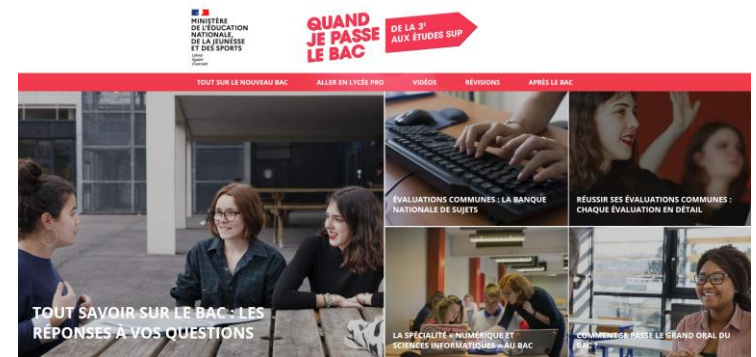 MINISTÈRE
DE L'ÉDUCATION
NATIONALE,
DE LA JEUNESSE
ET DES SPORTS
Liberté
Égalité
Fraternité
QUAND
JE PASSE
LE BAC
DE LA 3E
AUX ÉTUDES SUP
TOUT SUR LE NOUVEAU BAC
ALLER EN LYCÉE PRO
VIDÉOS
RÉVISIONS
APRÈS LE BAC
TOUT SAVOIR SUR LE BAC : LES
RÉPONSES À VOS QUESTIONS
ÉVALUATIONS COMMUNES : LA BANQUE
NATIONALE DE SUJETS
RÉUSSIR SES ÉVALUATIONS COMMUNES :
CHAQUE ÉVALUATION EN DÉTAIL
LA SPÉCIALITÉ « NUMÉRIQUE ET
SCIENCES INFORMATIQUES » AU BAC
COMMENT SE PASSE LE GRAND ORAL DU
BAC ?